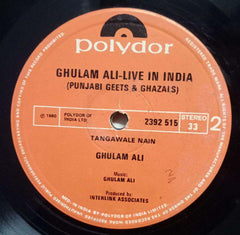 polydor
GHULAM ALI-LIVE IN INDIA
(PUNJABI GEETS & GHAZALS)
℗ 1980
POLYDOR OF
INDIA LTD
2392 515
STEREO
33
2
TANGAWALE NAIN
GHULAM ALI
Music:
GHULAM ALI
Produced by:
INTERLINK ASSOCIATES